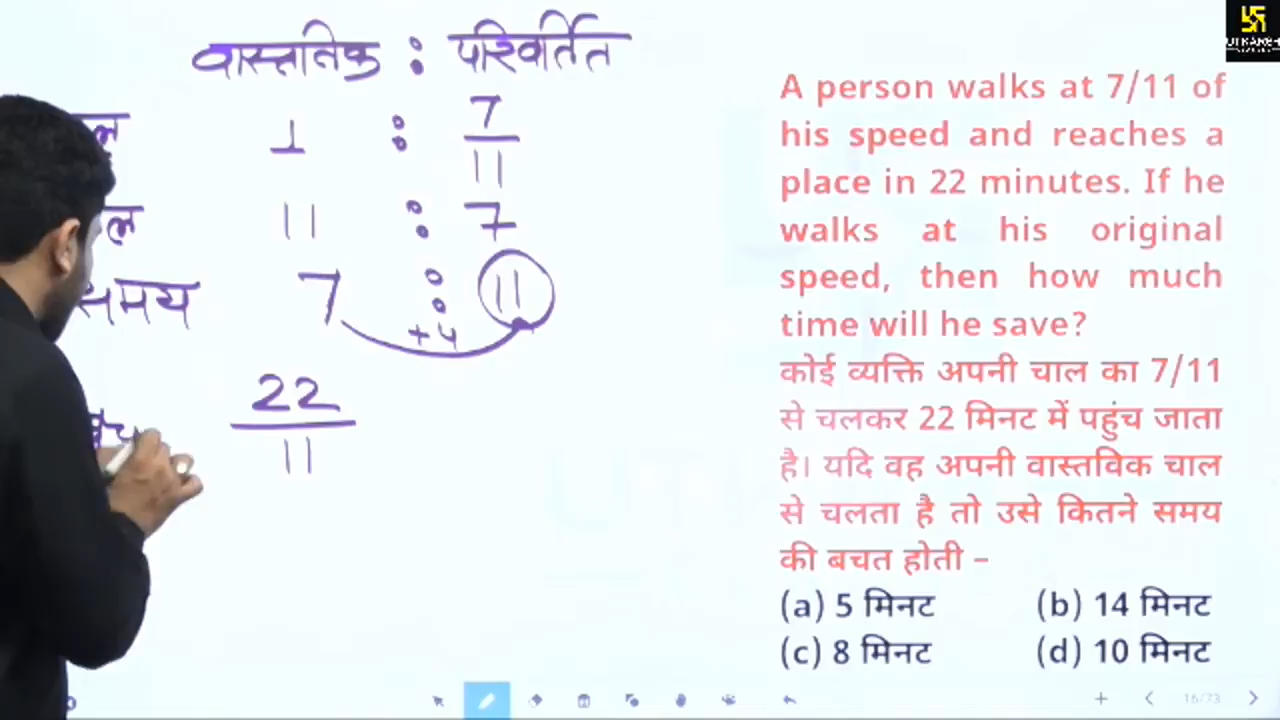 UTKARSH
वास्तविक : परिवर्तित
1 : 7/11
11 : 7
समय 7 : 11
+4
22/11
A person walks at 7/11 of
his speed and reaches a
place in 22 minutes. If he
walks at his original
speed, then how much
time will he save?
कोई व्यक्ति अपनी चाल का 7/11
से चलकर 22 मिनट में पहुंच जाता
है। यदि वह अपनी वास्तविक चाल
से चलता है तो उसे कितने समय
की बचत होती –
(a) 5 मिनट (b) 14 मिनट
(c) 8 मिनट (d) 10 मिनट
16/73